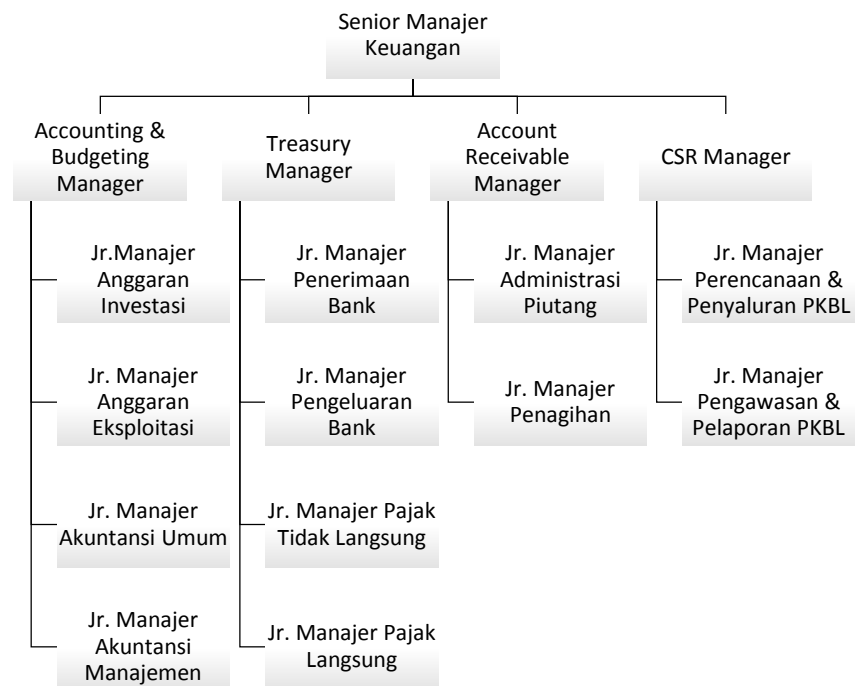 Senior Manajer
Keuangan
Accounting &
Budgeting
Manager
Treasury
Manager
Account
Receivable
Manager
CSR Manager
Jr.Manajer
Anggaran
Investasi
Jr. Manajer
Penerimaan
Bank
Jr. Manajer
Administrasi
Piutang
Jr. Manajer
Perencanaan &
Penyaluran PKBL
Jr. Manajer
Anggaran
Eksploitasi
Jr. Manajer
Pengeluaran
Bank
Jr. Manajer
Penagihan
Jr. Manajer
Pengawasan &
Pelaporan PKBL
Jr. Manajer
Akuntansi Umum
Jr. Manajer Pajak
Tidak Langsung
Jr. Manajer
Akuntansi
Manajemen
Jr. Manajer Pajak
Langsung